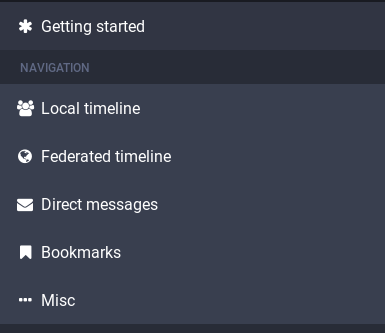 Getting started
NAVIGATION
Local timeline
Federated timeline
Direct messages
Bookmarks
Misc